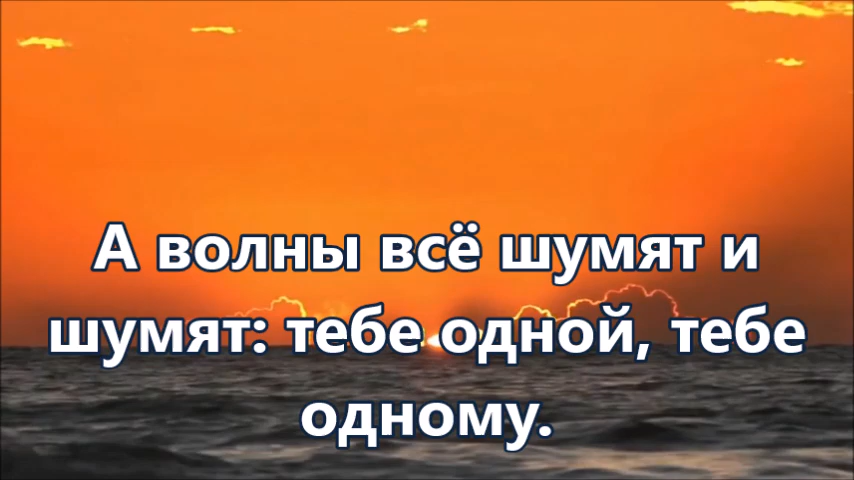 А волны всё шумят и
шумят: тебе одной, тебе
одному.